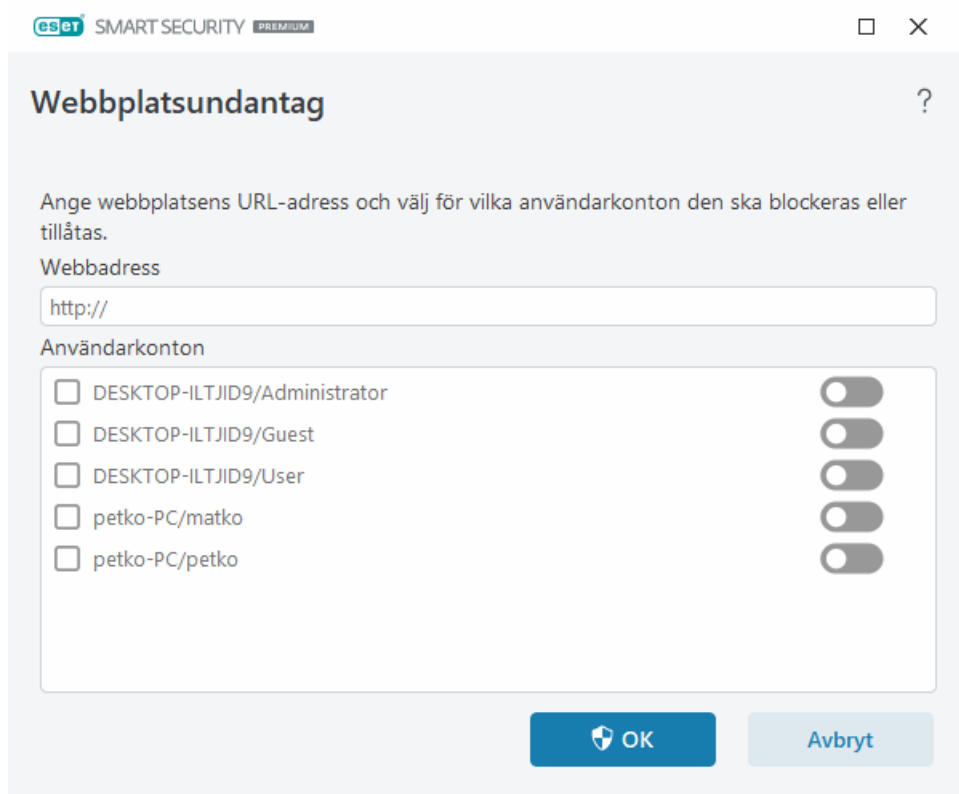 eseT SMART SECURITY PREMIUM
Webbplatsundantag
?
Ange webbplatsens URL-adress och välj för vilka användarkonton den ska blockeras eller
tillåtas.
Webbadress
http://
Användarkonton
DESKTOP-ILTJID9/Administrator
DESKTOP-ILTJID9/Guest
DESKTOP-ILTJID9/User
petko-PC/matko
petko-PC/petko
OK
Avbryt